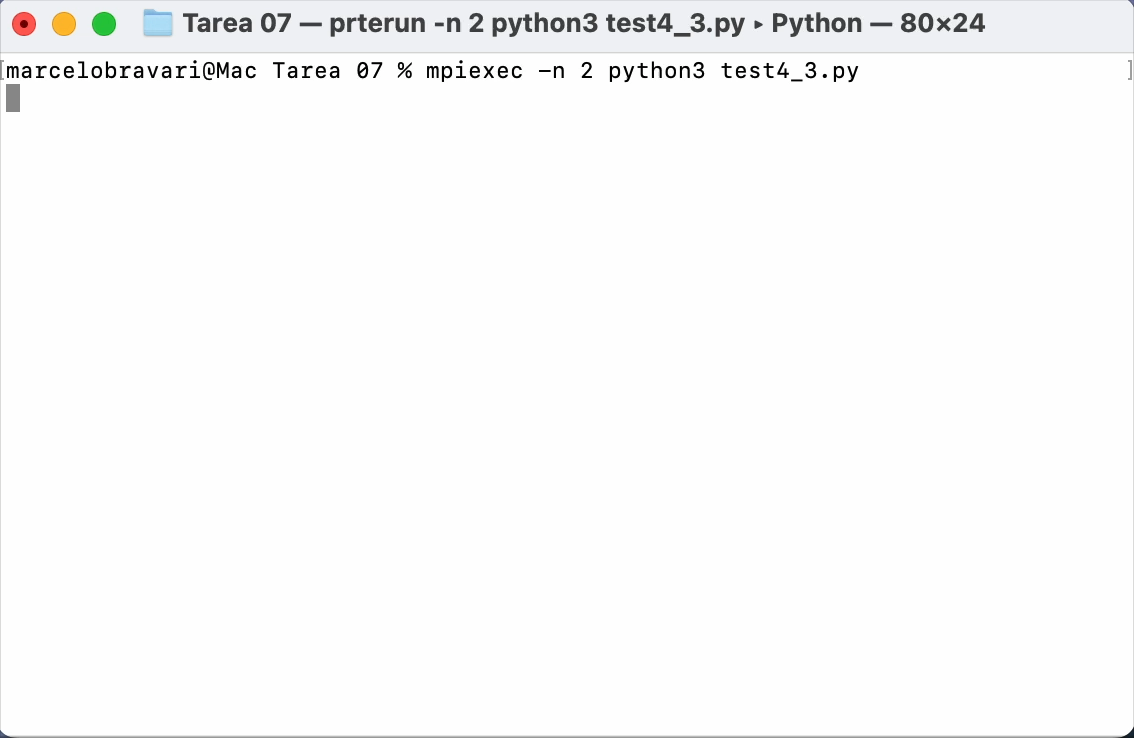 Tarea 07 — prterun -n 2 python3 test4_3.py ▸ Python — 80×24
[marcelobravari@Mac Tarea 07 % mpiexec -n 2 python3 test4_3.py ]